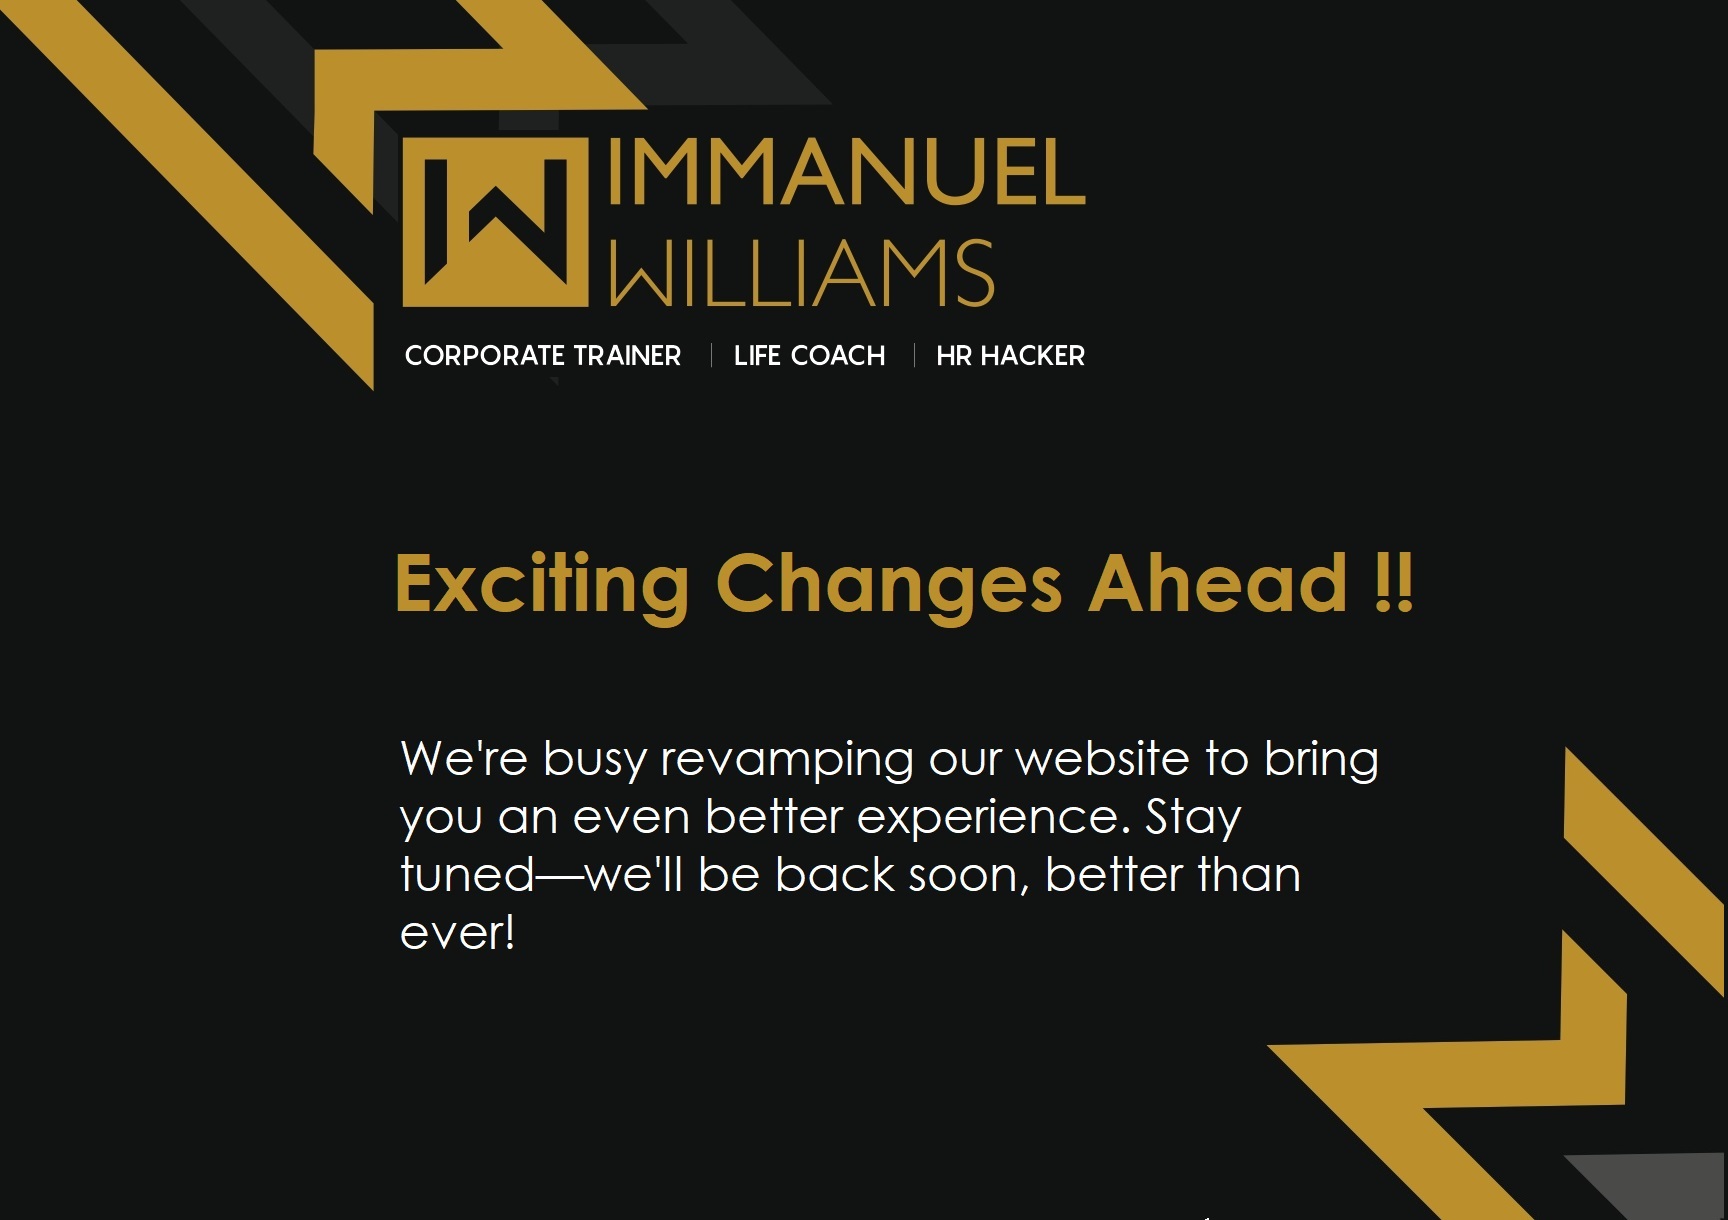 IMMANUEL
WILLIAMS
CORPORATE TRAINER | LIFE COACH | HR HACKER
Exciting Changes Ahead !!
We're busy revamping our website to bring
you an even better experience. Stay
tuned—we'll be back soon, better than
ever!